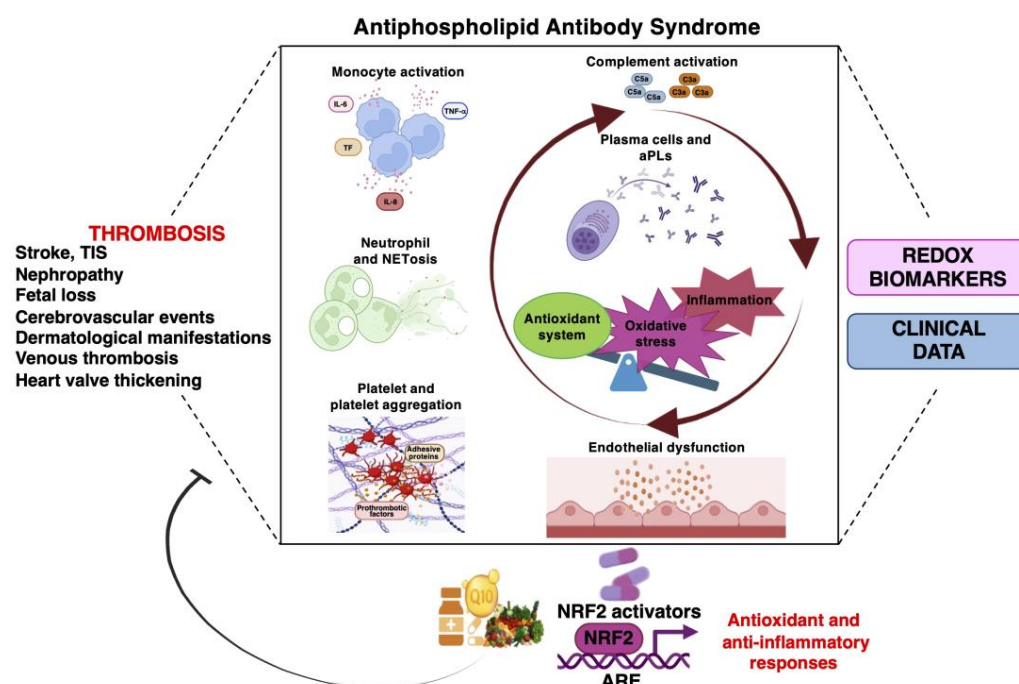 Antiphospholipid Antibody Syndrome
Monocyte activation
IL-6
TNF-α
TF
IL-8
Complement activation
C5a
C5a
C5a
C3a
C3a
C3a
Plasma cells and
aPLs
THROMBOSIS
Stroke, TIS
Nephropathy
Fetal loss
Cerebrovascular events
Dermatological manifestations
Venous thrombosis
Heart valve thickening
Neutrophil
and NETosis
Antioxidant
system
Oxidative
stress
Inflammation
REDOX
BIOMARKERS
CLINICAL
DATA
Platelet and
platelet aggregation
Adhesive
proteins
Prothrombotic
factors
Endothelial dysfunction
Q10
NRF2 activators
NRF2
ARE
Antioxidant and
anti-inflammatory
responses